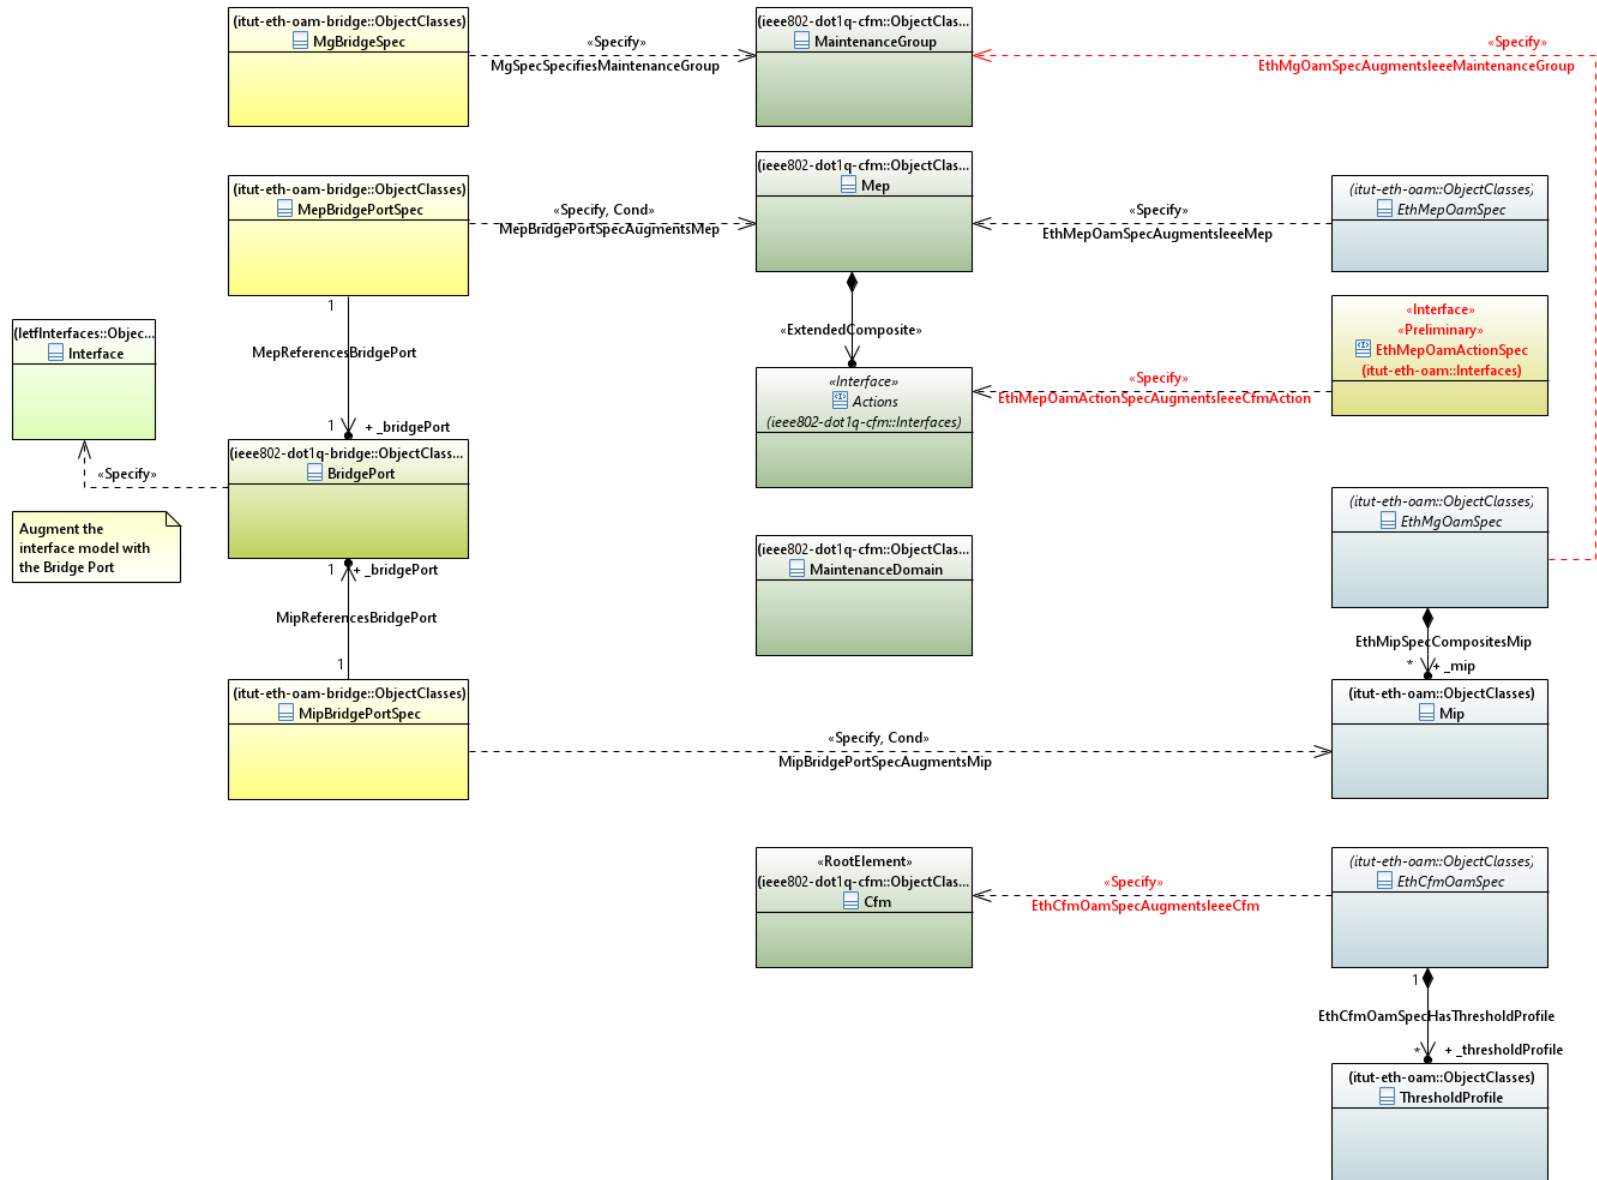 (itut-eth-oam-bridge::ObjectClasses)
MgBridgeSpec
«Specify»
MgSpecSpecifiesMaintenanceGroup
(ieee802-dot1q-cfm::ObjectClas...
MaintenanceGroup
«Specify»
EthMgOamSpecAugmentsIeeeMaintenanceGroup
(itut-eth-oam-bridge::ObjectClasses)
MepBridgePortSpec
«Specify, Cond»
MepBridgePortSpecAugmentsMep
(ieee802-dot1q-cfm::ObjectClas...
Mep
«Specify»
EthMepOamSpecAugmentsIeeeMep
(itut-eth-oam::ObjectClasses)
EthMepOamSpec
1
MepReferencesBridgePort
1
+ _bridgePort
(IetfInterfaces::Objec...
Interface
«ExtendedComposite»
«Interface»
Actions
(ieee802-dot1q-cfm::Interfaces)
«Specify»
EthMepOamActionSpecAugmentsIeeeCfmAction
«Interface»
«Preliminary»
EthMepOamActionSpec
(itut-eth-oam::Interfaces)
«Specify»
(ieee802-dot1q-bridge::ObjectClass...
BridgePort
Augment the
interface model with
the Bridge Port
1
+ _bridgePort
MipReferencesBridgePort
1
(ieee802-dot1q-cfm::ObjectClas...
MaintenanceDomain
(itut-eth-oam::ObjectClasses)
EthMgOamSpec
EthMipSpecCompositesMip
*
+ _mip
(itut-eth-oam-bridge::ObjectClasses)
MipBridgePortSpec
«Specify, Cond»
MipBridgePortSpecAugmentsMip
(itut-eth-oam::ObjectClasses)
Mip
«RootElement»
(ieee802-dot1q-cfm::ObjectClas...
Cfm
«Specify»
EthCfmOamSpecAugmentsIeeeCfm
(itut-eth-oam::ObjectClasses)
EthCfmOamSpec
1
EthCfmOamSpecHasThresholdProfile
*
+ _thresholdProfile
(itut-eth-oam::ObjectClasses)
ThresholdProfile